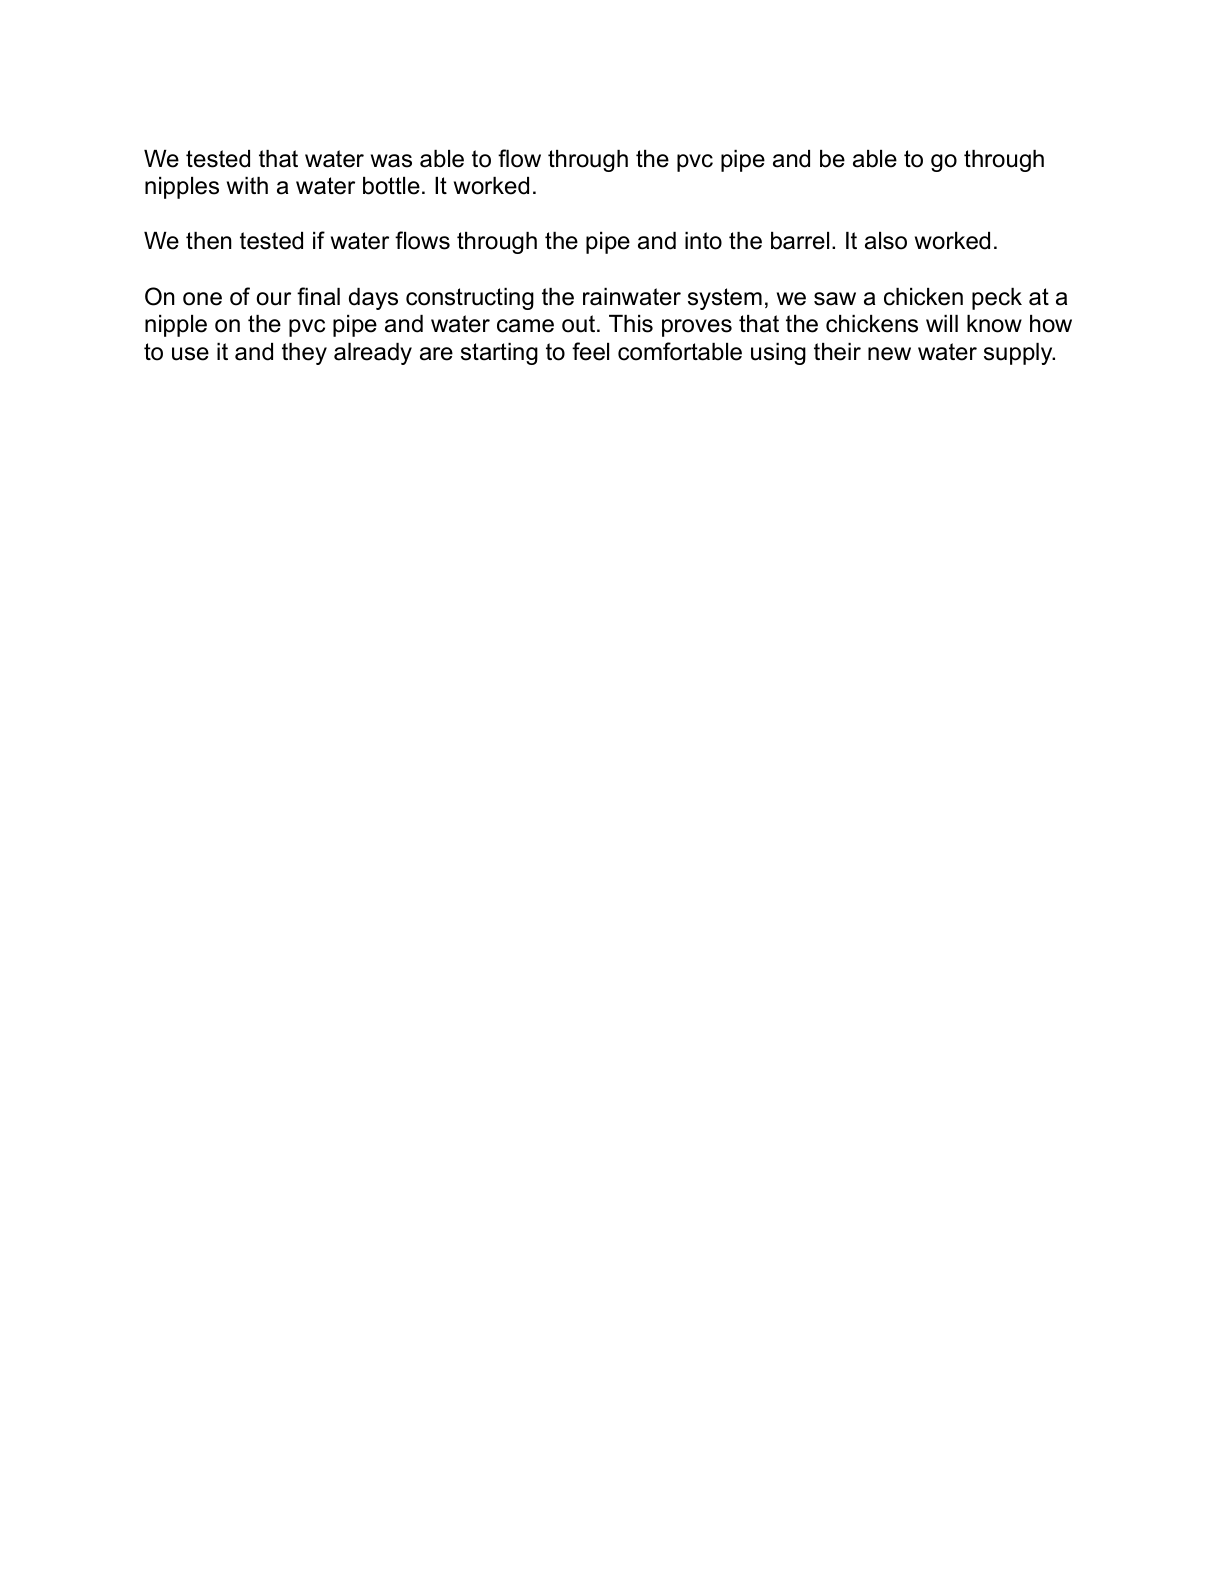 We tested that water was able to flow through the pvc pipe and be able to go through
nipples with a water bottle. It worked.
We then tested if water flows through the pipe and into the barrel. It also worked.
On one of our final days constructing the rainwater system, we saw a chicken peck at a
nipple on the pvc pipe and water came out. This proves that the chickens will know how
to use it and they already are starting to feel comfortable using their new water supply.